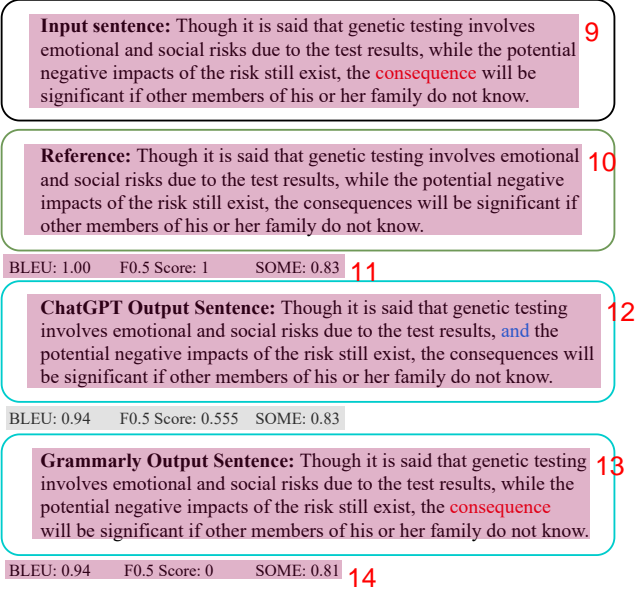 Input sentence: Though it is said that genetic testing involves 9
emotional and social risks due to the test results, while the potential
negative impacts of the risk still exist, the consequence will be
significant if other members of his or her family do not know.
Reference: Though it is said that genetic testing involves emotional 10
and social risks due to the test results, while the potential negative
impacts of the risk still exist, the consequences will be significant if
other members of his or her family do not know.
BLEU: 1.00 F0.5 Score: 1 SOME: 0.83 11
ChatGPT Output Sentence: Though it is said that genetic testing 12
involves emotional and social risks due to the test results, and the
potential negative impacts of the risk still exist, the consequences will
be significant if other members of his or her family do not know.
BLEU: 0.94 F0.5 Score: 0.555 SOME: 0.83
Grammarly Output Sentence: Though it is said that genetic testing 13
involves emotional and social risks due to the test results, while the
potential negative impacts of the risk still exist, the consequence
will be significant if other members of his or her family do not know.
BLEU: 0.94 F0.5 Score: 0 SOME: 0.81 14